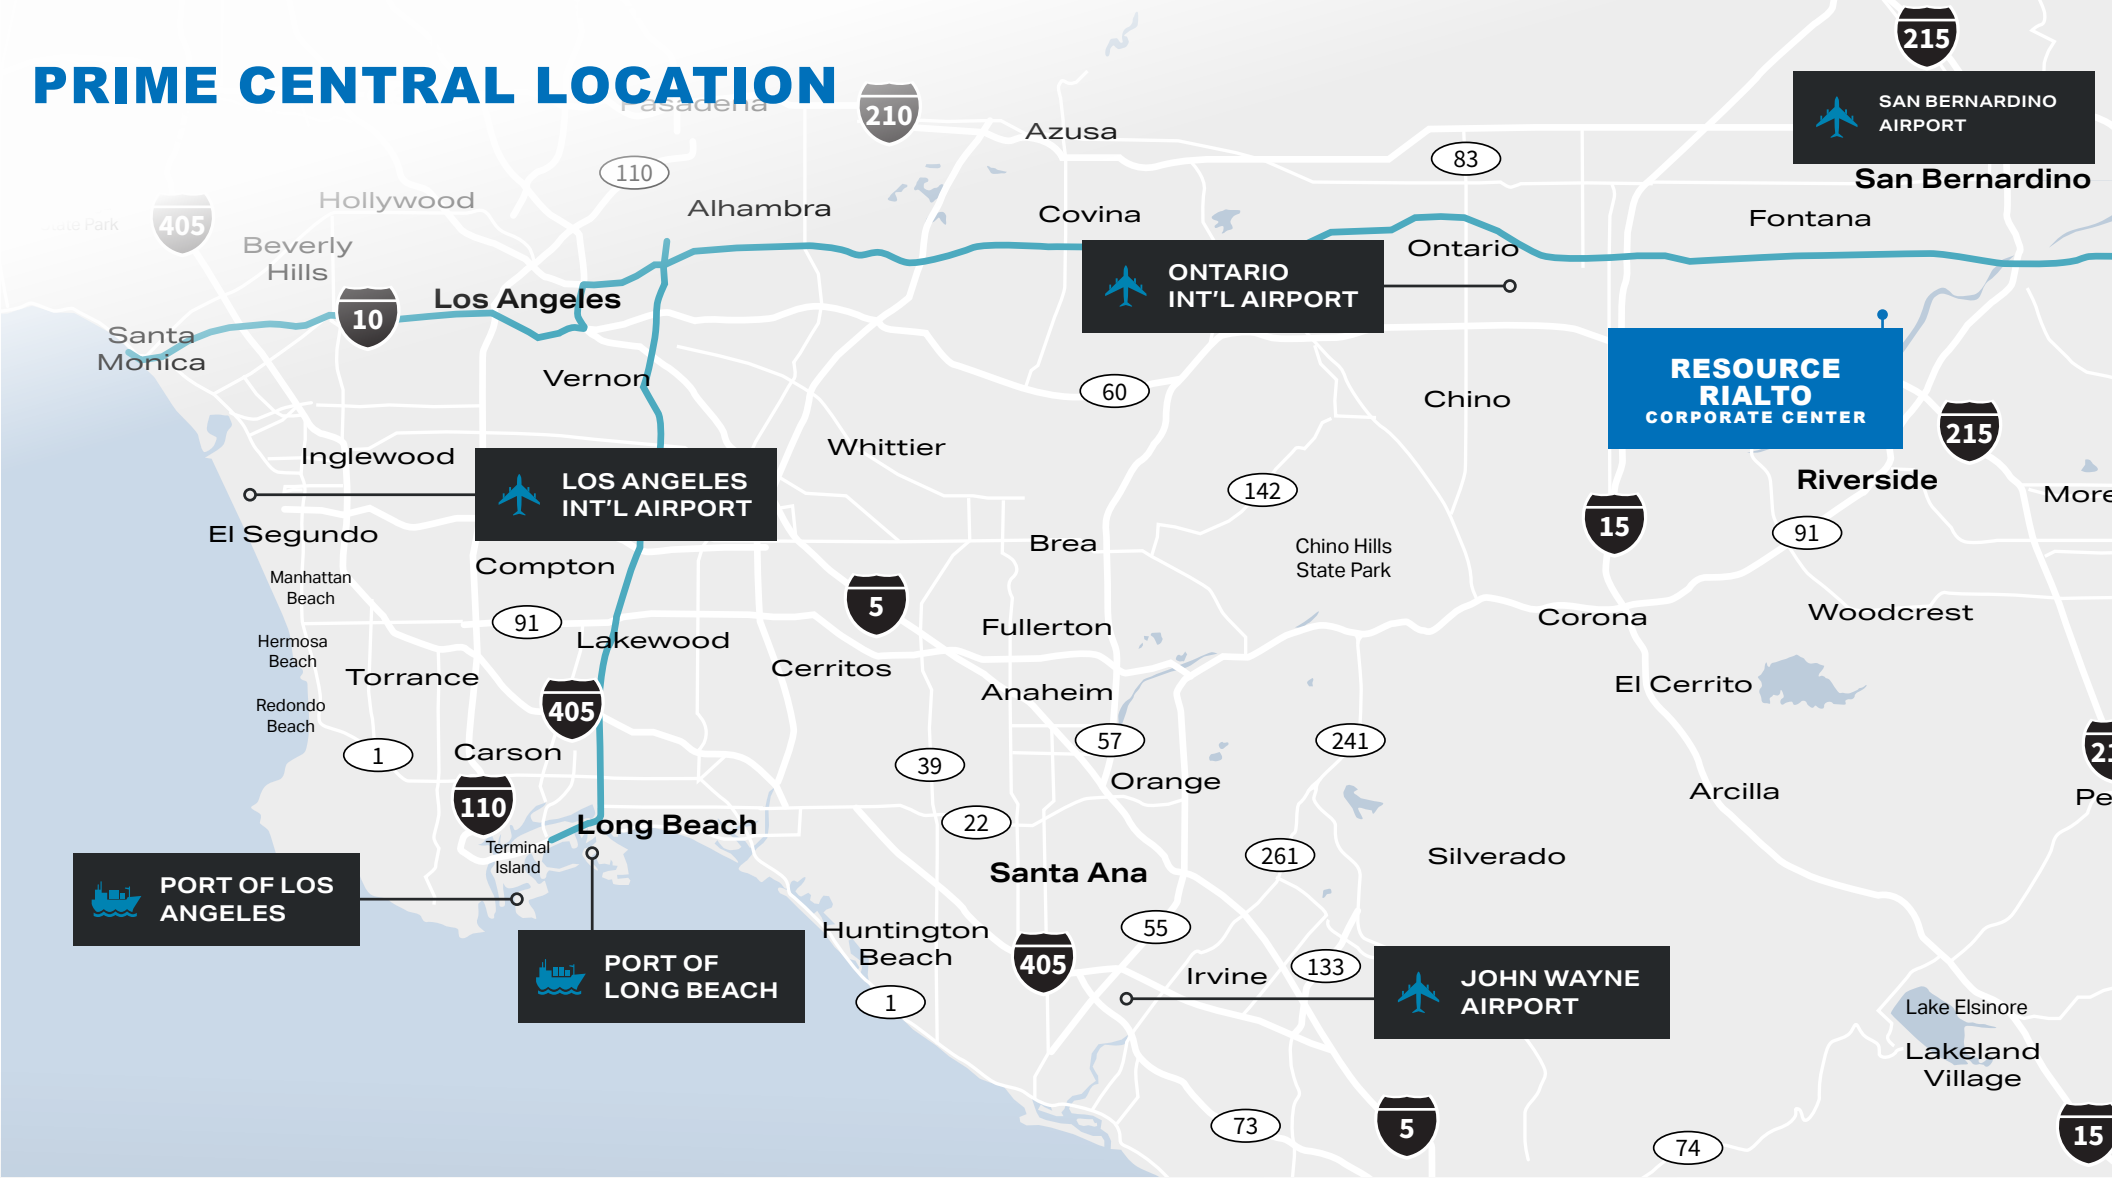 PRIME CENTRAL LOCATION
215
SAN BERNARDINO
AIRPORT
San Bernardino
Pasadena
210
Azusa
83
110
Hollywood
Alhambra
Covina
Fontana
State Park
405
Beverly
Hills
Ontario
ONTARIO
INT'L AIRPORT
Los Angeles
10
Santa
Monica
Vernon
60
Chino
RESOURCE
RIALTO
CORPORATE CENTER
215
Whittier
Inglewood
LOS ANGELES
INT'L AIRPORT
142
Riverside
More
15
91
El Segundo
Compton
Brea
Chino Hills
State Park
Manhattan
Beach
5
91
Lakewood
Fullerton
Corona
Woodcrest
Hermosa
Beach
Torrance
Cerritos
Anaheim
El Cerrito
Redondo
Beach
405
1
Carson
57
241
39
Orange
21
Arcilla
Pe
110
Long Beach
22
Terminal
Island
261
Silverado
Santa Ana
PORT OF LOS
ANGELES
Huntington
Beach
55
405
PORT OF
LONG BEACH
1
Irvine
133
JOHN WAYNE
AIRPORT
Lake Elsinore
Lakeland
Village
73
5
74
15